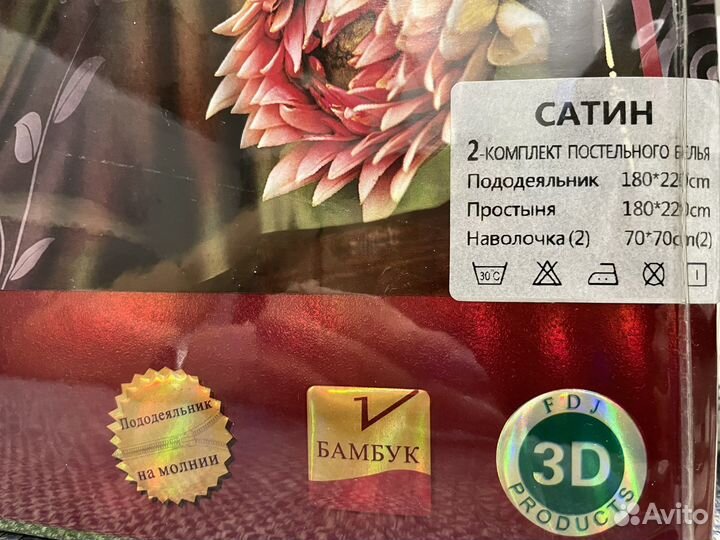 САТИН
2-КОМПЛЕКТ ПОСТЕЛЬНОГО БЕЛЬЯ
Пододеяльник 180*220cm
Простыня 180*220cm
Наволочка(2) 70*70cm(2)
30°C
Пододеяльник
на молнии
БАМБУК
FDJ
3D
PRODUCTS
Avito